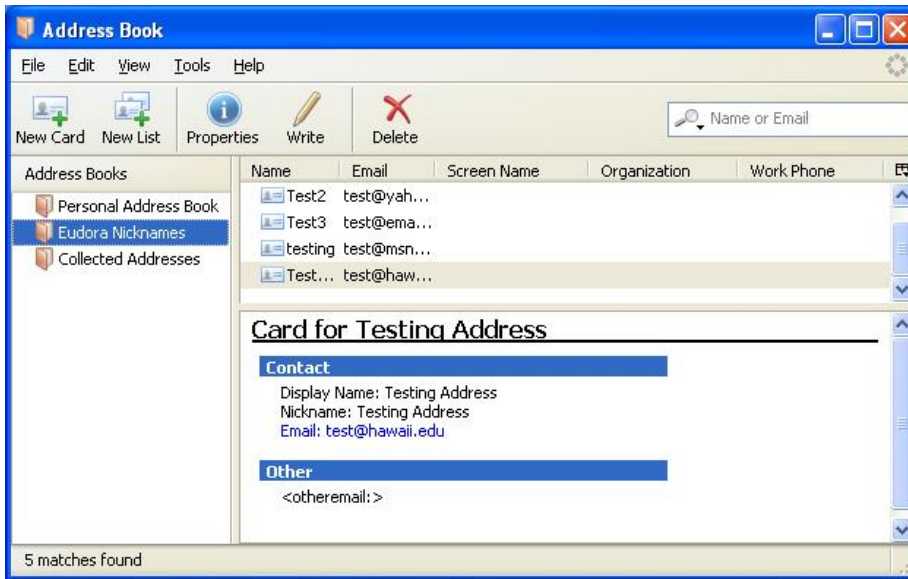 Address Book
File Edit View Tools Help
New Card New List Properties Write Delete
Name or Email
Address Books
Personal Address Book
Eudora Nicknames
Collected Addresses
Name Email Screen Name Organization Work Phone
Test2 test@yah...
Test3 test@ema...
testing test@msn...
Test... test@haw...
Card for Testing Address
Contact
Display Name: Testing Address
Nickname: Testing Address
Email: test@hawaii.edu
Other
<otheremail:>
5 matches found